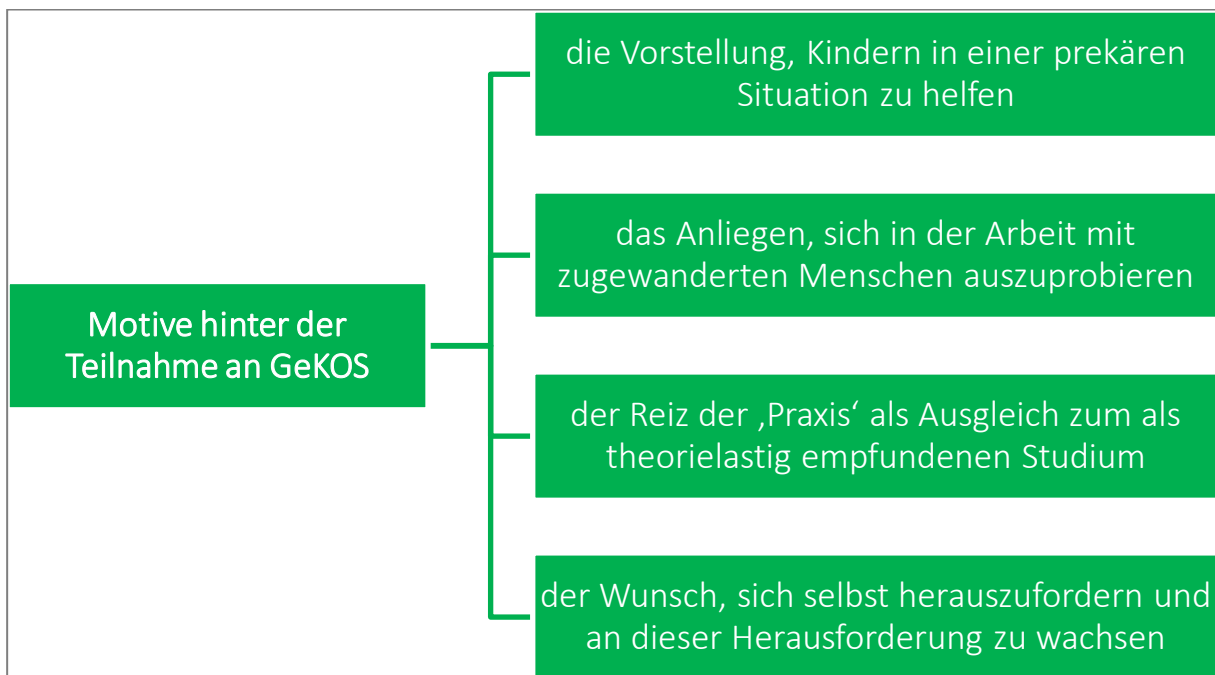 die Vorstellung, Kindern in einer prekären
Situation zu helfen
das Anliegen, sich in der Arbeit mit
zugewanderten Menschen auszuprobieren
Motive hinter der
Teilnahme an GeKOS
der Reiz der ‚Praxis‘ als Ausgleich zum als
theorielastig empfundenen Studium
der Wunsch, sich selbst herauszufordern und
an dieser Herausforderung zu wachsen